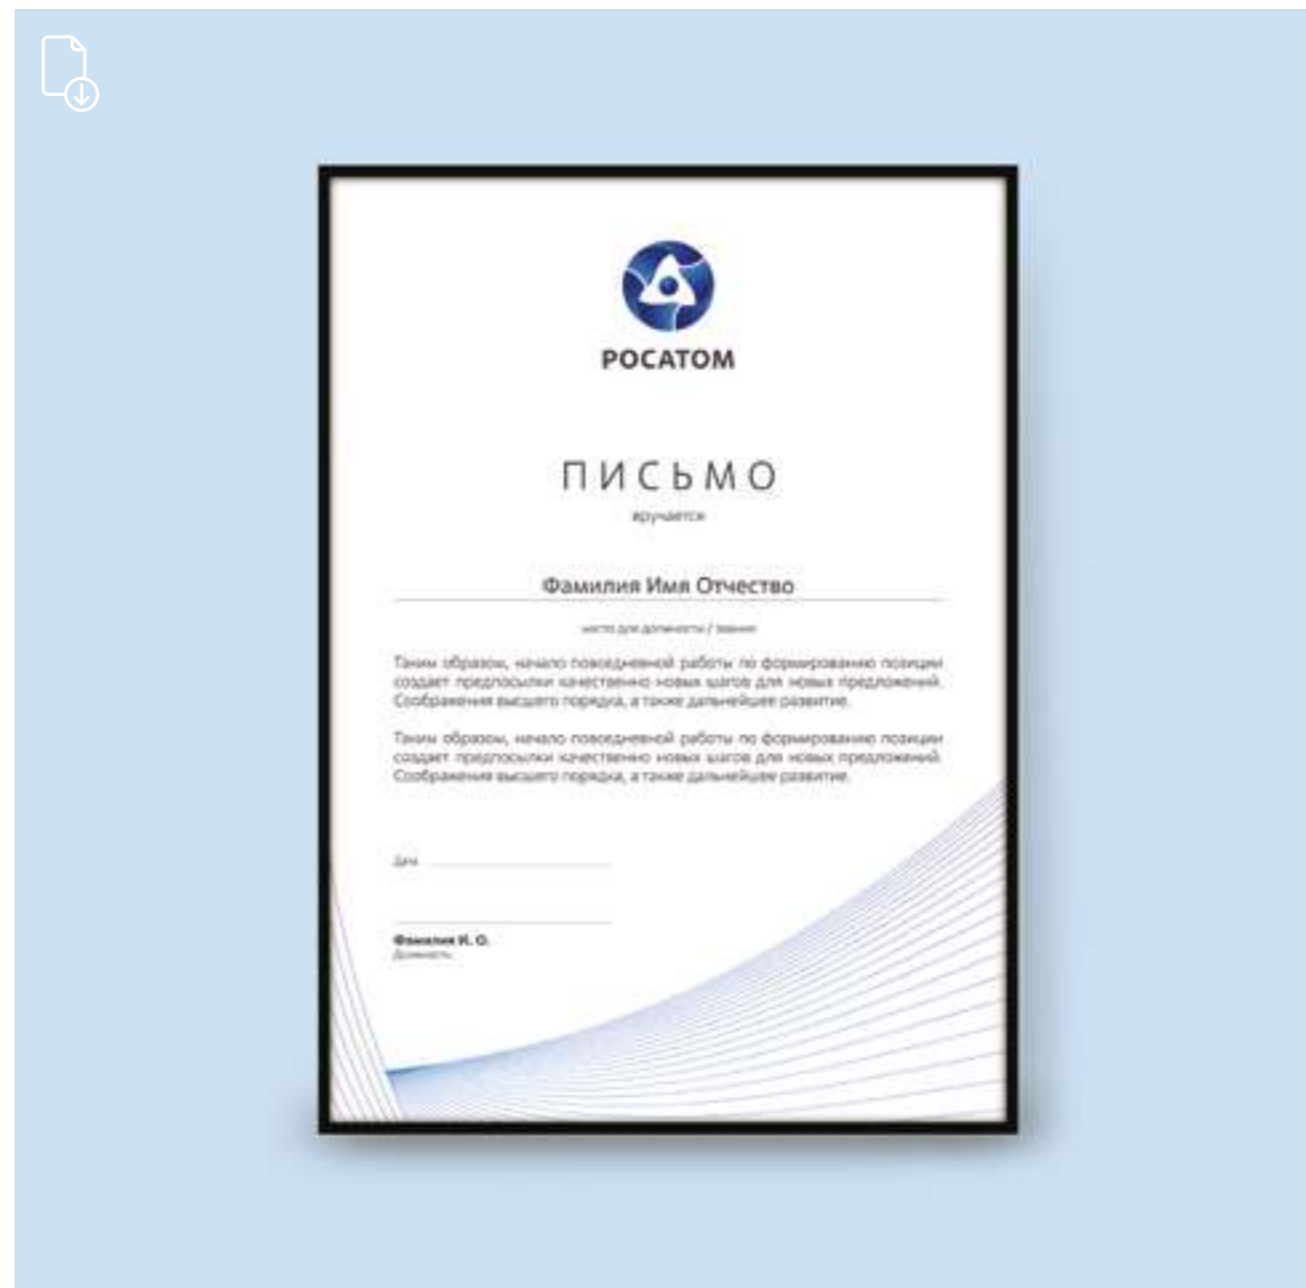 РОСАТОМ
ПИСЬМО
вручается
Фамилия Имя Отчество
место для должности / звания
Таким образом, начало повседневной работы по формированию позиции
создает предпосылки качественно новых шагов для новых предложений.
Соображения высшего порядка, а также дальнейшее развитие.
Таким образом, начало повседневной работы по формированию позиции
создает предпосылки качественно новых шагов для новых предложений.
Соображения высшего порядка, а также дальнейшее развитие.
Дата
Фамилия И. О.
Должность